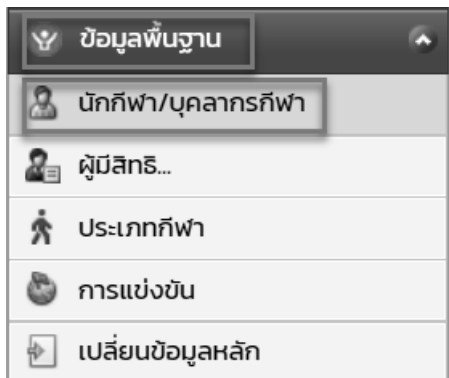 ข้อมูลพื้นฐาน
นักกีฬา/บุคลากรกีฬา
ผู้มีสิทธิ...
ประเภทกีฬา
การแข่งขัน
เปลี่ยนข้อมูลหลัก